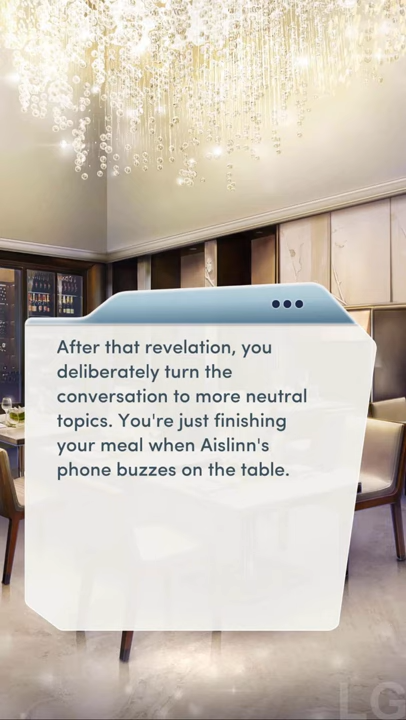 After that revelation, you
deliberately turn the
conversation to more neutral
topics. You're just finishing
your meal when Aislinn's
phone buzzes on the table.
LG